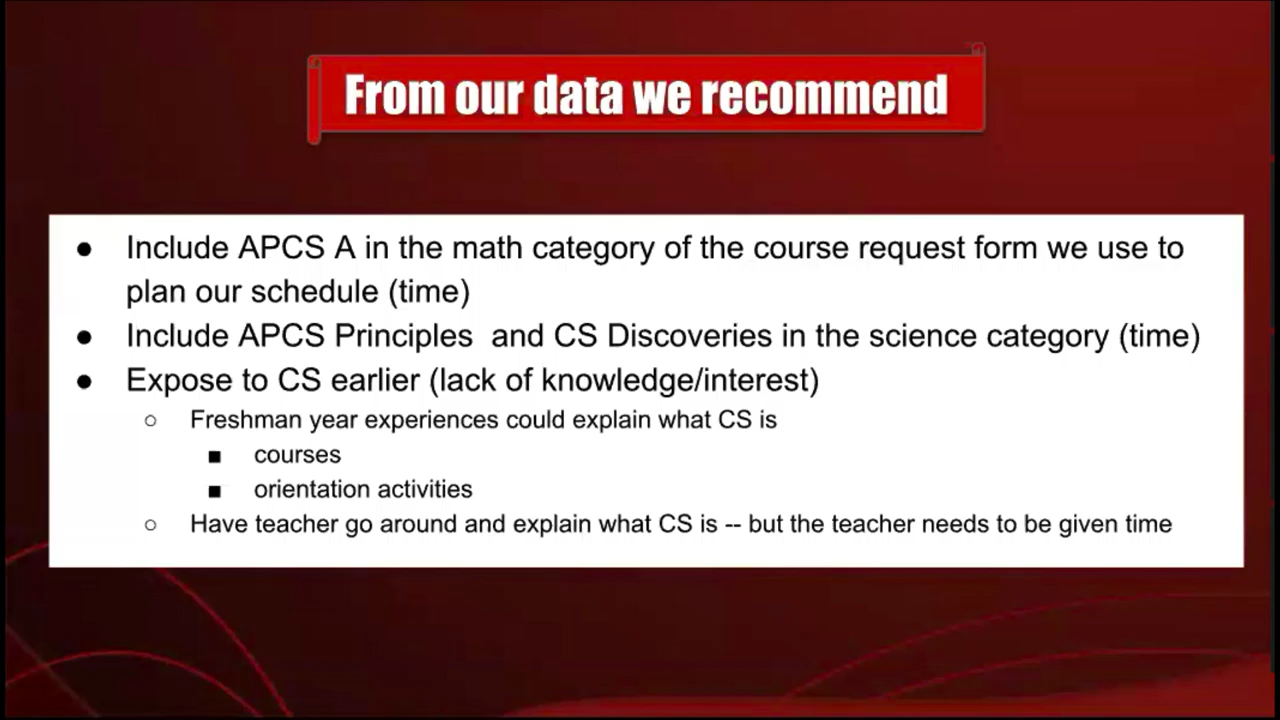 From our data we recommend
● Include APCS A in the math category of the course request form we use to
plan our schedule (time)
● Include APCS Principles  and CS Discoveries in the science category (time)
● Expose to CS earlier (lack of knowledge/interest)
○ Freshman year experiences could explain what CS is
■ courses
■ orientation activities
○ Have teacher go around and explain what CS is -- but the teacher needs to be given time